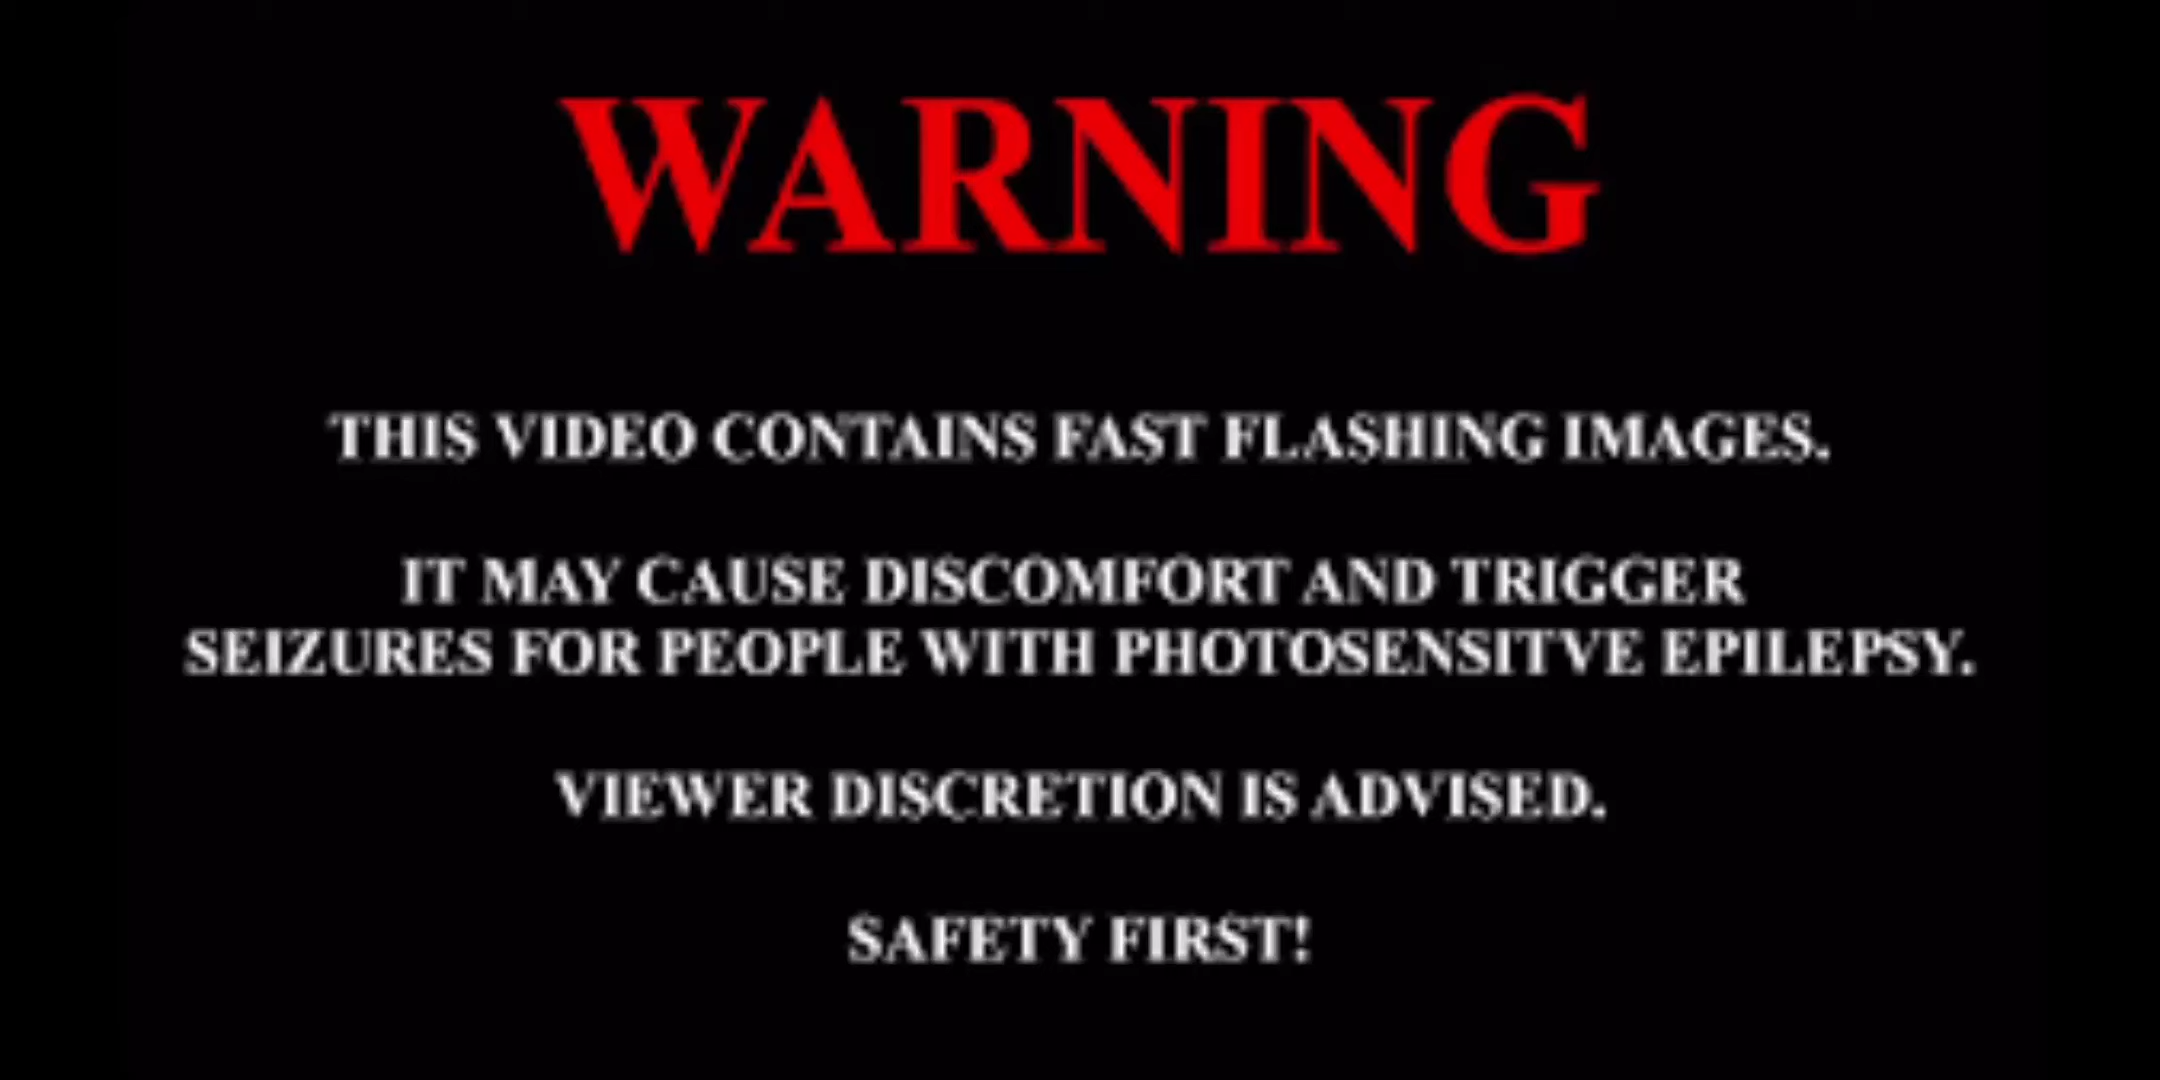 WARNING
THIS VIDEO CONTAINS FAST FLASHING IMAGES.
IT MAY CAUSE DISCOMFORT AND TRIGGER
SEIZURES FOR PEOPLE WITH PHOTOSENSITVE EPILEPSY.
VIEWER DISCRETION IS ADVISED.
SAFETY FIRST!